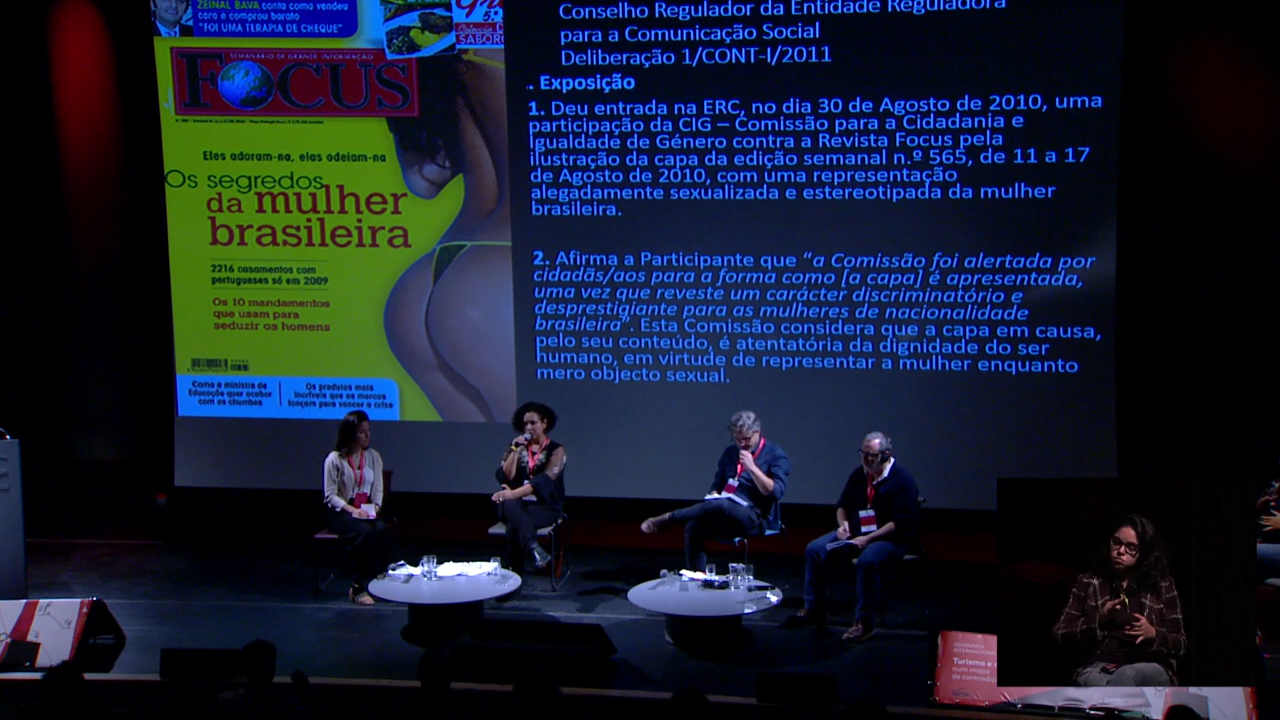 ZEINAL BAVA conta como vendeu
caro e comprou barato
"FOI UMA TERAPIA DE CHEQUE"
SEMANÁRIO DE GRANDE INFORMAÇÃO
FOCUS
Eles adoram-na, elas odeiam-na
Os segredos
da mulher
brasileira
2216 casamentos com
portugueses só em 2009
Os 10 mandamentos
que usam para
seduzir os homens
Como a ministra da
Educação quer acabar
com os chumbos
Os produtos mais
incríveis que as marcas
lançam para vencer a crise
Conselho Regulador da Entidade Reguladora
para a Comunicação Social
Deliberação 1/CONT-I/2011
. Exposição
1. Deu entrada na ERC, no dia 30 de Agosto de 2010, uma
participação da CIG – Comissão para a Cidadania e
Igualdade de Género contra a Revista Focus pela
ilustração da capa da edição semanal n.º 565, de 11 a 17
de Agosto de 2010, com uma representação
alegadamente sexualizada e estereotipada da mulher
brasileira.
2. Afirma a Participante que “a Comissão foi alertada por
cidadãs/aos para a forma como [a capa] é apresentada,
uma vez que reveste um carácter discriminatório e
desprestigiante para as mulheres de nacionalidade
brasileira”. Esta Comissão considera que a capa em causa,
pelo seu conteúdo, é atentatória da dignidade do ser
humano, em virtude de representar a mulher enquanto
mero objecto sexual.
SEMINÁRIO
Turismo e
num mapa